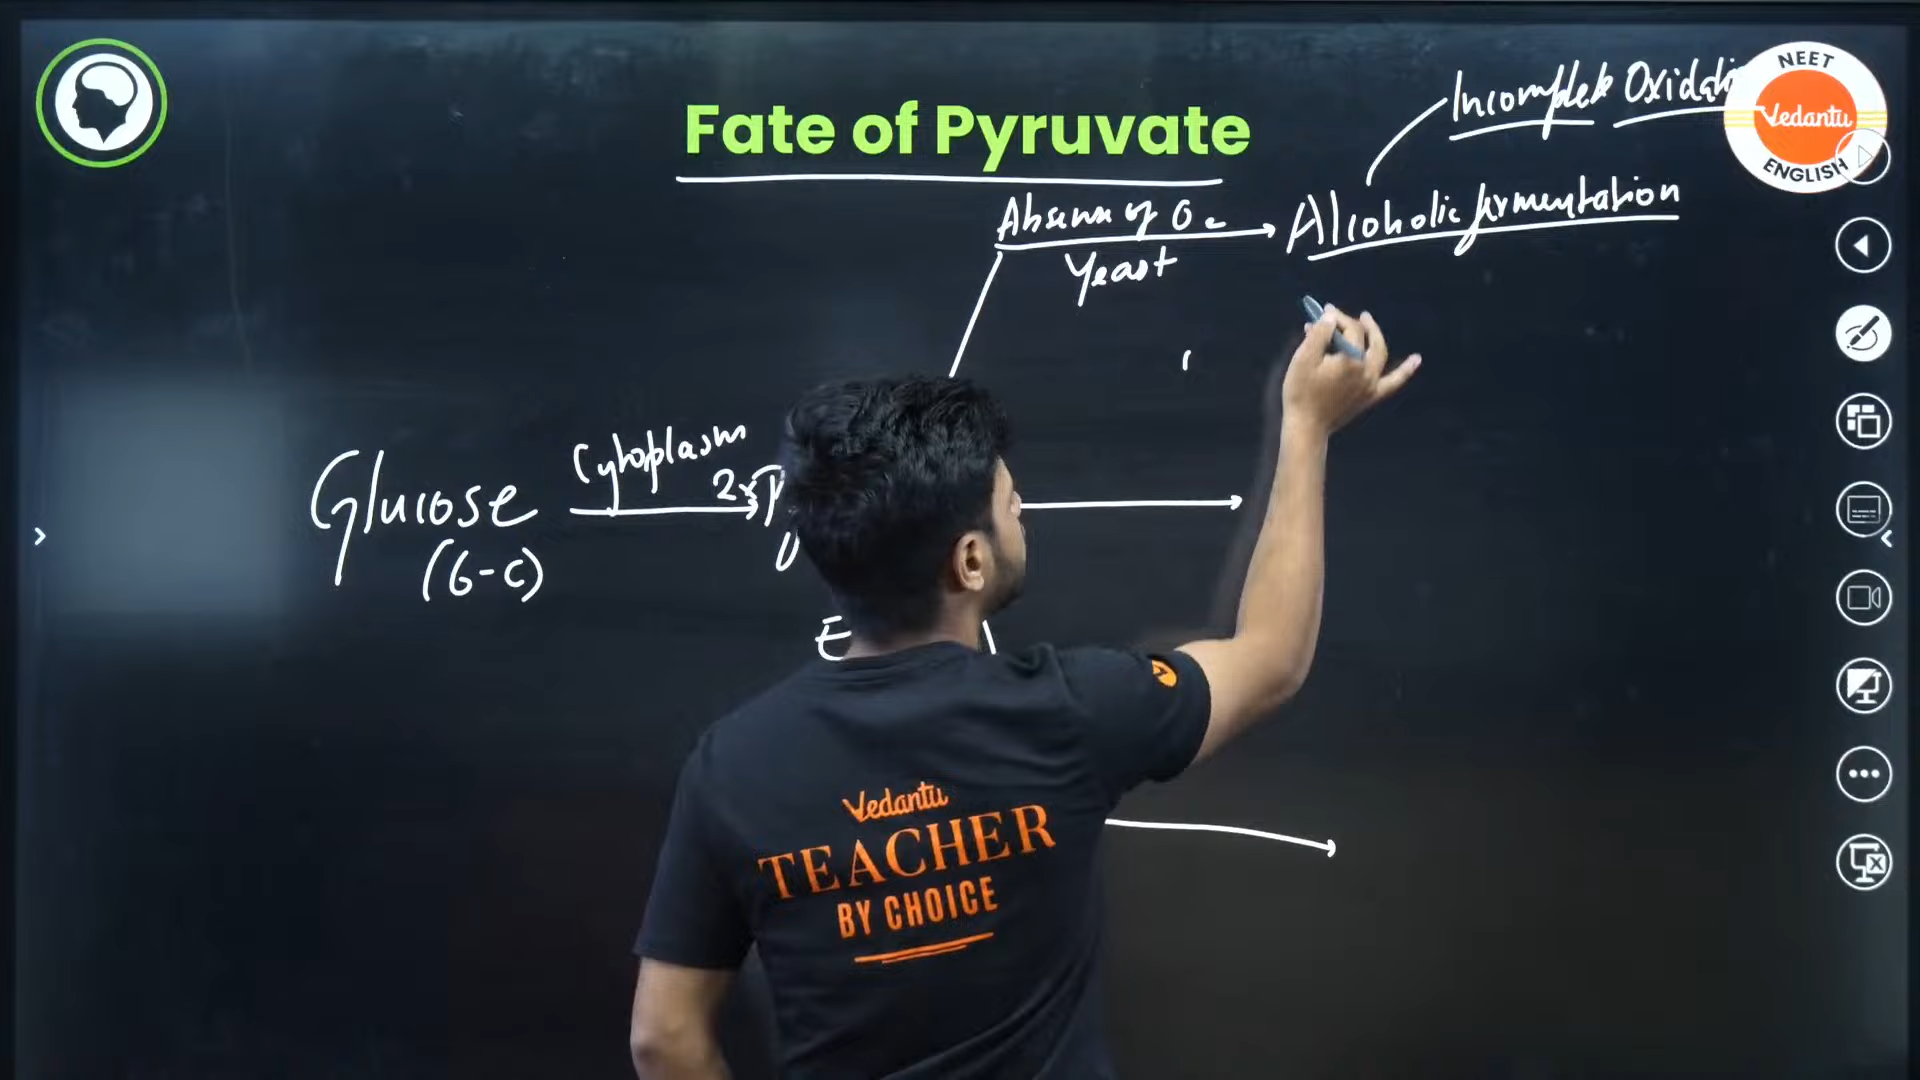 Fate of Pyruvate
Incomplete Oxidation
NEET
Vedantu
ENGLISH
Absence of O2
Alcoholic fermentation
Yeast
Cytoplasm
Glucose
2x
(6-C)
E
Vedantu
TEACHER
BY CHOICE